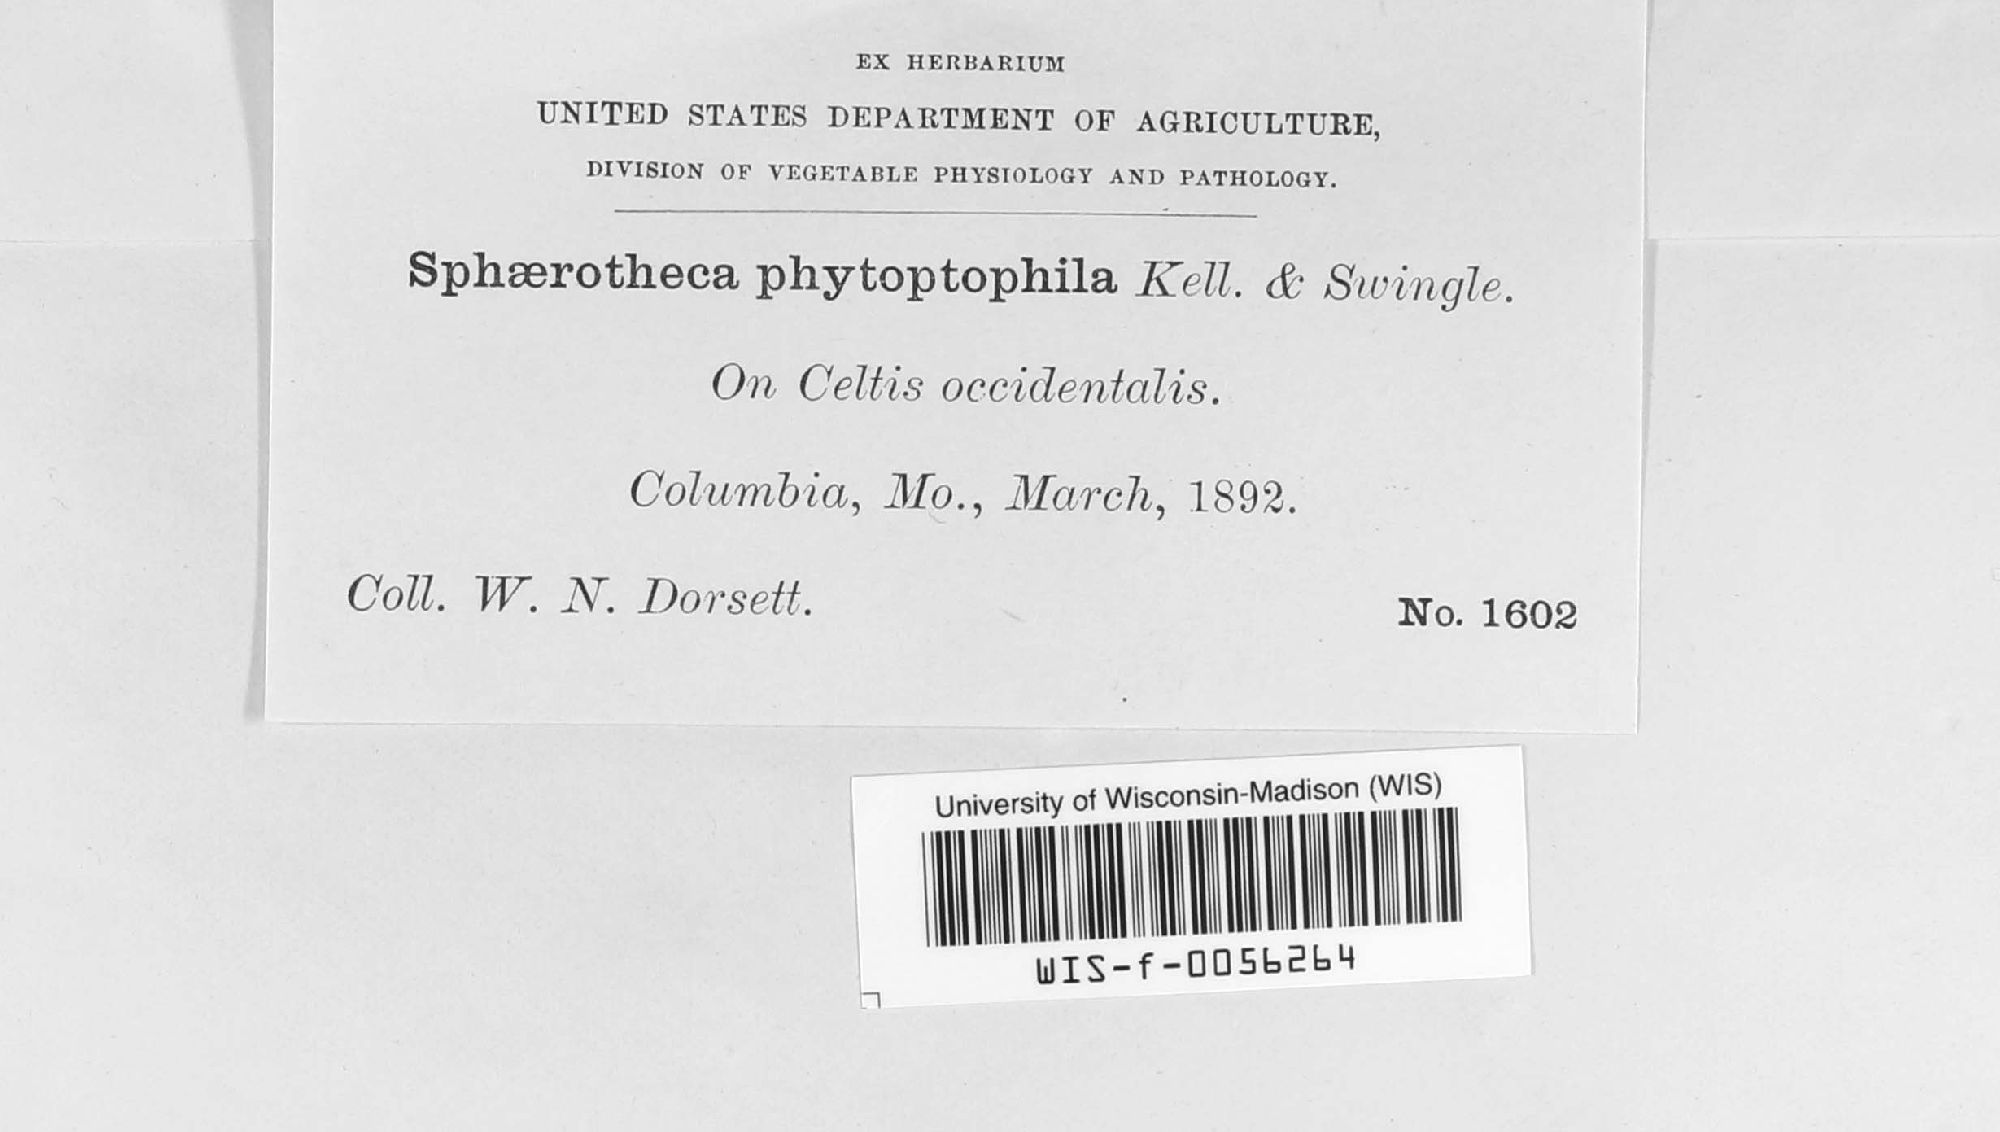 EX HERBARIUM
UNITED STATES DEPARTMENT OF AGRICULTURE,
DIVISION OF VEGETABLE PHYSIOLOGY AND PATHOLOGY.
Sphærotheca phytoptophila Kell. & Swingle.
On Celtis occidentalis.
Columbia, Mo., March, 1892.
Coll. W. N. Dorsett. No. 1602
University of Wisconsin-Madison (WIS)
WIS-f-0056264